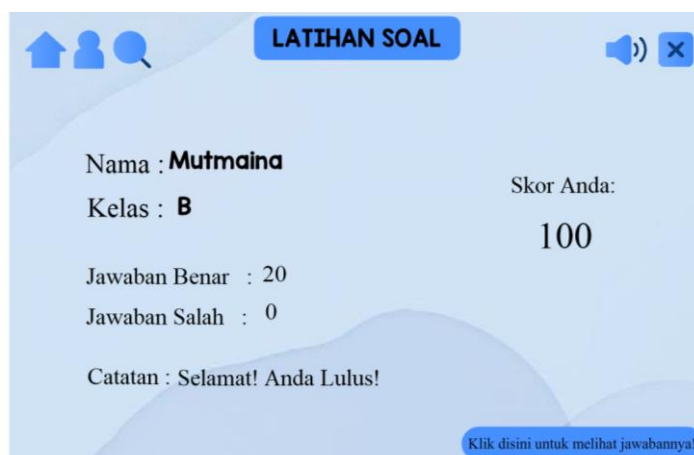 LATIHAN SOAL
Nama : Mutmaina
Kelas : B
Skor Anda:
100
Jawaban Benar : 20
Jawaban Salah : 0
Catatan : Selamat! Anda Lulus!
Klik disini untuk melihat jawabannya!